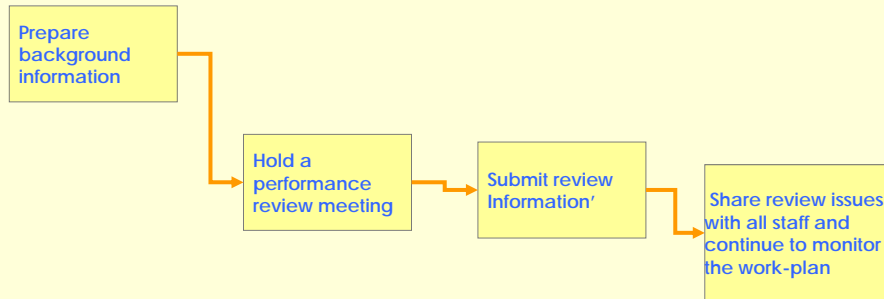 Prepare
background
information
Hold a
performance
review meeting
Submit review
Information’
Share review issues
with all staff and
continue to monitor
the work-plan